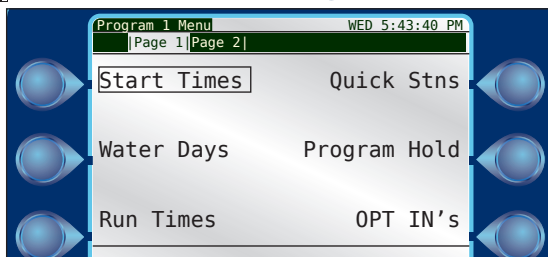 Program 1 Menu WED 5:43:40 PM
|Page 1|Page 2|
Start Times Quick Stns
Water Days Program Hold
Run Times OPT IN’s